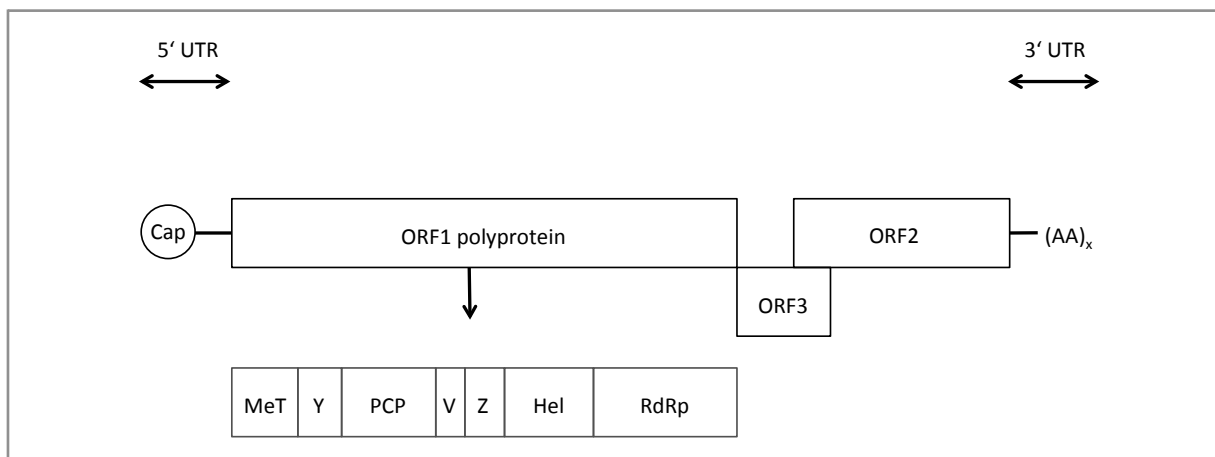 5‘ UTR
3‘ UTR
Cap
ORF1 polyprotein
ORF2
(AA)x
ORF3
MeT
Y
PCP
V
Z
Hel
RdRp